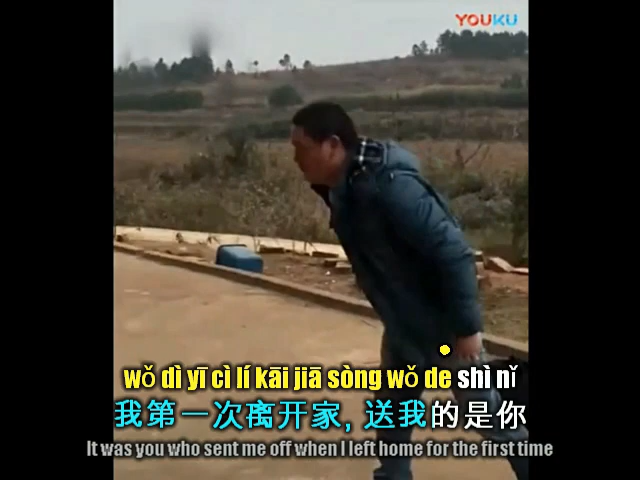 YOUKU
wǒ dì yī cì lí kāi jiā sòng wǒ de shì nǐ
我第一次离开家, 送我的是你
It was you who sent me off when I left home for the first time